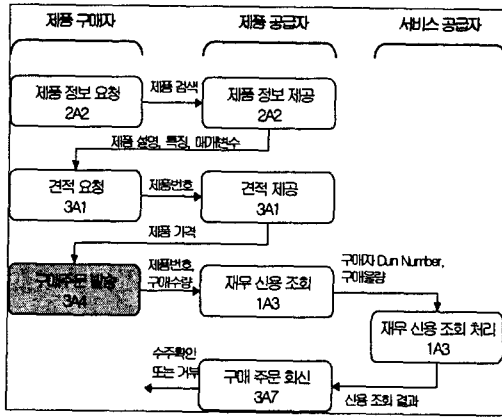 제품 구매자
제품 공급자
서비스 공급자
제품 정보 요청
2A2
제품 검색
제품 정보 제공
2A2
제품 설명, 특징, 매개변수
견적 요청
3A1
제품번호
견적 제공
3A1
제품 가격
구매주문 발송
3A4
제품번호,
구매수량
재무 신용 조회
1A3
구매자 Dun Number,
구매물량
재무 신용 조회 처리
1A3
수주확인
또는 거부
구매 주문 회신
3A7
신용 조회 결과